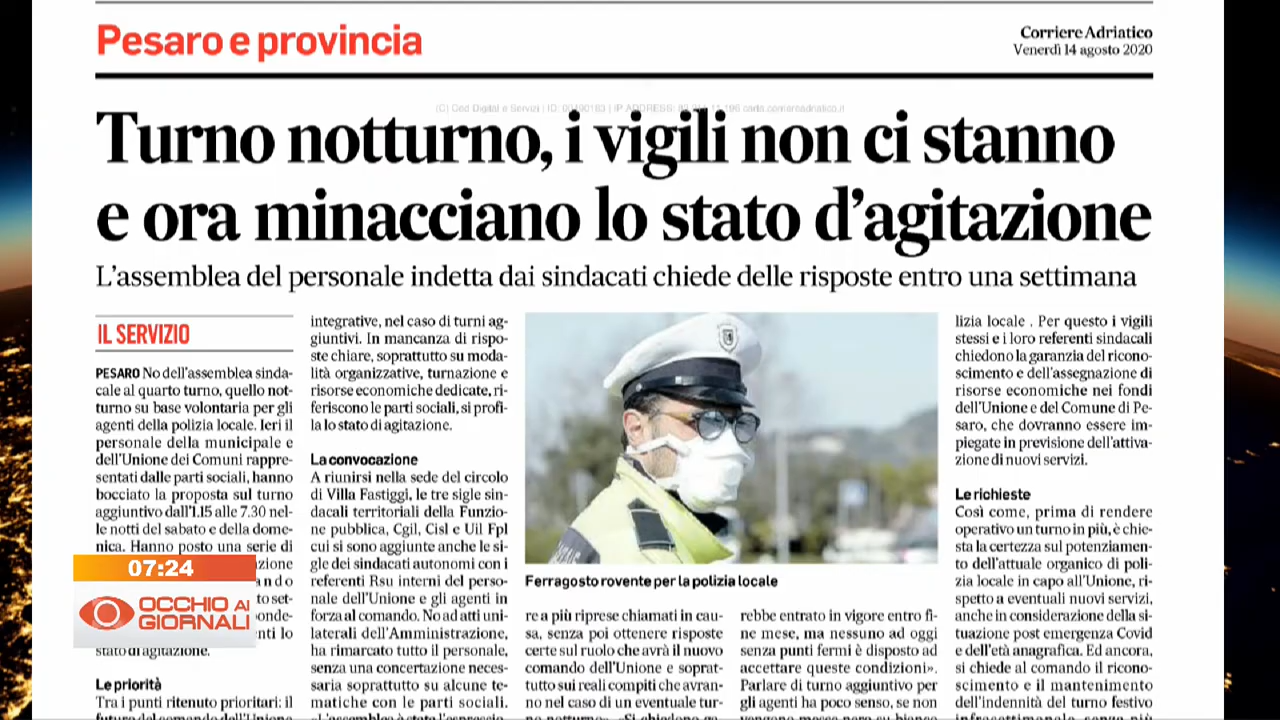 Pesaro e provincia
Corriere Adriatico
Venerdì 14 agosto 2020
Turno notturno, i vigili non ci stanno
e ora minacciano lo stato d'agitazione
L'assemblea del personale indetta dai sindacati chiede delle risposte entro una settimana
IL SERVIZIO
PESARO No dell'assemblea sinda-
cale al quarto turno, quello not-
turno su base volontaria per gli
agenti della polizia locale. Ieri il
personale della municipale e
dell'Unione dei Comuni rappre-
sentati dalle parti sociali, hanno
bocciato la proposta sul turno
aggiuntivo dall'1.15 alle 7.30 nel-
le notti del sabato e della dome-
nica. Hanno posto una serie di
stato di agitazione.
Le priorità
Tra i punti ritenuto prioritari: il
futuro del comando dell'Unione
integrative, nel caso di turni ag-
giuntivi. In mancanza di rispo-
ste chiare, soprattutto su moda-
lità organizzative, turnazione e
risorse economiche dedicate, ri-
feriscono le parti sociali, si profi-
la lo stato di agitazione.
La convocazione
A riunirsi nella sede del circolo
di Villa Fastiggi, le tre sigle sin-
dacali territoriali della Funzio-
ne pubblica, Cgil, Cisl e Uil Fpl
cui si sono aggiunte anche le si-
gle dei sindacati autonomi con i
referenti Rsu interni del perso-
nale dell'Unione e gli agenti in
forza al comando. No ad atti uni-
laterali dell'Amministrazione,
ha rimarcato tutto il personale,
senza una concertazione neces-
saria soprattutto su alcune te-
matiche con le parti sociali.
«L'assemblea è stata l'espressio-
Ferragosto rovente per la polizia locale
re a più riprese chiamati in cau-
sa, senza poi ottenere risposte
certe sul ruolo che avrà il nuovo
comando dell'Unione e soprat-
tutto sui reali compiti che avran-
no nel caso di un eventuale tur-
no notturno». «Si chiedono ga-
rebbe entrato in vigore entro fi-
ne mese, ma nessuno ad oggi
senza punti fermi è disposto ad
accettare queste condizioni».
Parlare di turno aggiuntivo per
gli agenti ha poco senso, se non
vengono messe nero su bianco
lizia locale . Per questo i vigili
stessi e i loro referenti sindacali
chiedono la garanzia del ricono-
scimento e dell'assegnazione di
risorse economiche nei fondi
dell'Unione e del Comune di Pe-
saro, che dovranno essere im-
piegate in previsione dell'attiva-
zione di nuovi servizi.
Le richieste
Così come, prima di rendere
operativo un turno in più, è chie-
sta la certezza sul potenziamen-
to dell'attuale organico di poli-
zia locale in capo all'Unione, ri-
spetto a eventuali nuovi servizi,
anche in considerazione della si-
tuazione post emergenza Covid
e dell'età anagrafica. Ed ancora,
si chiede al comando il ricono-
scimento e il mantenimento
dell'indennità del turno festivo
07:24
OCCHIO AI
GIORNALI